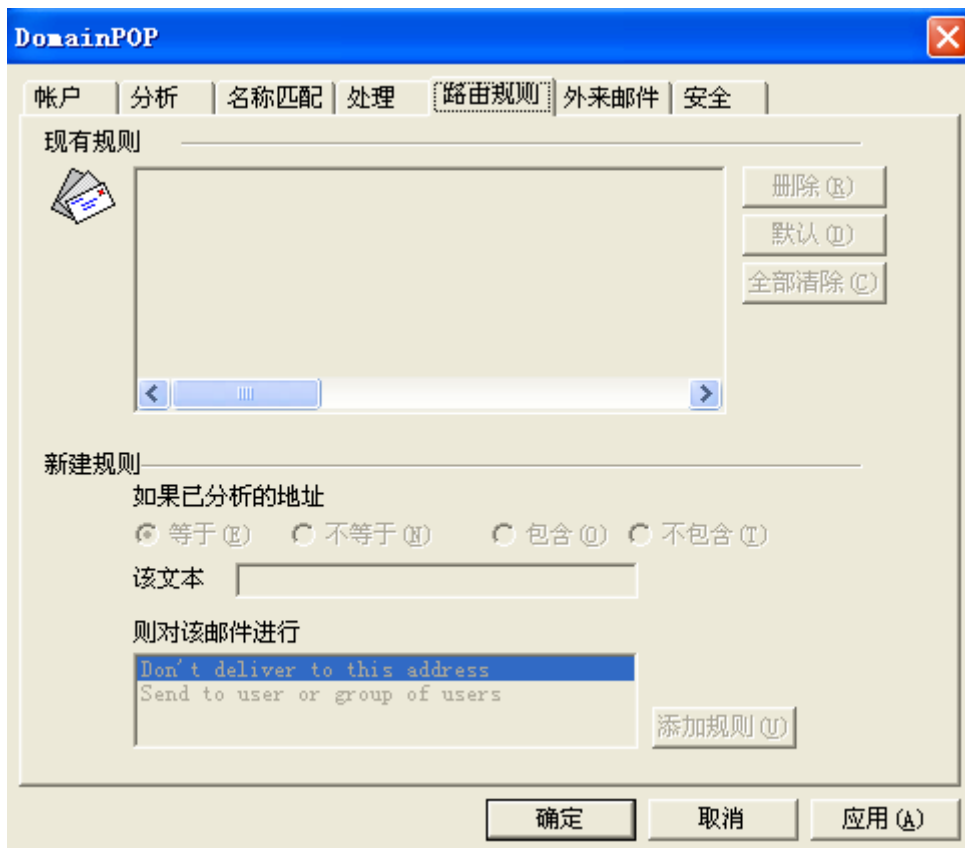 DomainPOP
帐户 分析 名称匹配 处理 路由规则 外来邮件 安全
现有规则
删除(R)
默认(D)
全部清除(C)
新建规则
如果已分析的地址
等于(E) 不等于(N) 包含(O) 不包含(T)
该文本
则对该邮件进行
Don't deliver to this address
Send to user or group of users
添加规则(U)
确定 取消 应用(A)